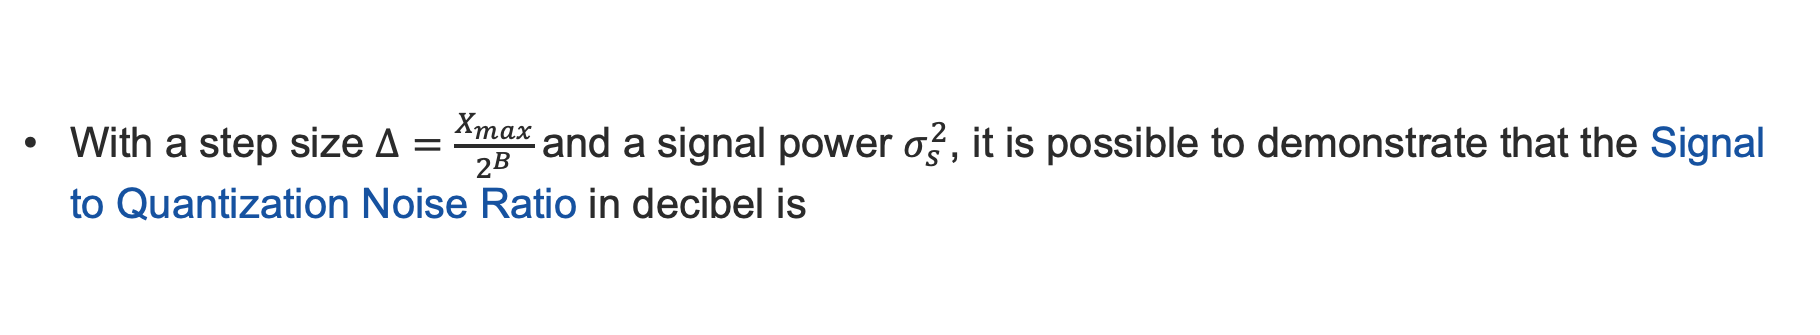 • With a step size Δ = X_max / 2^B and a signal power σ_s^2, it is possible to demonstrate that the Signal
to Quantization Noise Ratio in decibel is